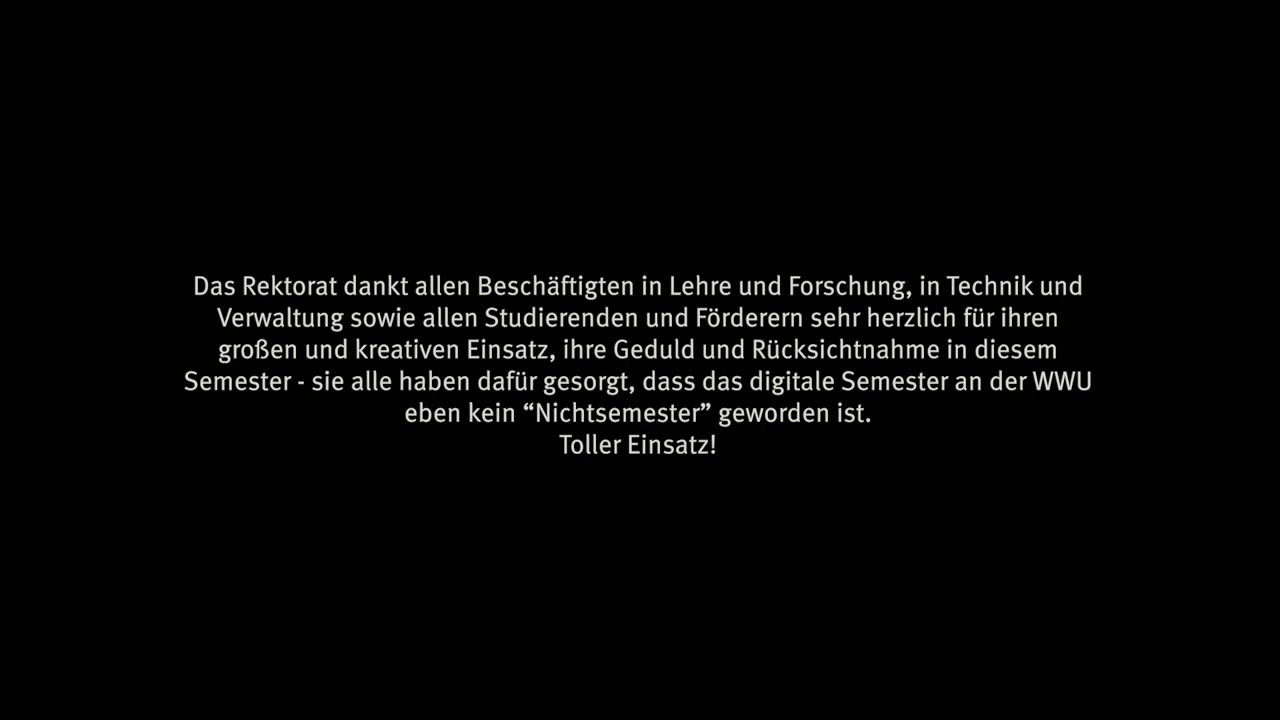 Das Rektorat dankt allen Beschäftigten in Lehre und Forschung, in Technik und
Verwaltung sowie allen Studierenden und Förderern sehr herzlich für ihren
großen und kreativen Einsatz, ihre Geduld und Rücksichtnahme in diesem
Semester - sie alle haben dafür gesorgt, dass das digitale Semester an der WWU
eben kein “Nichtsemester” geworden ist.
Toller Einsatz!